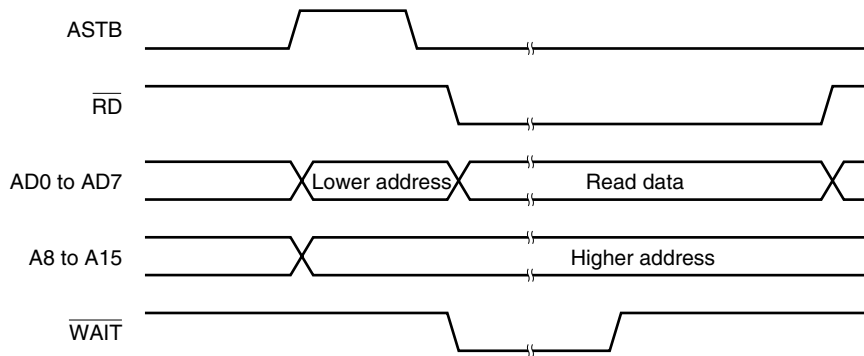 ASTB
RD
AD0 to AD7 Lower address Read data
A8 to A15 Higher address
WAIT